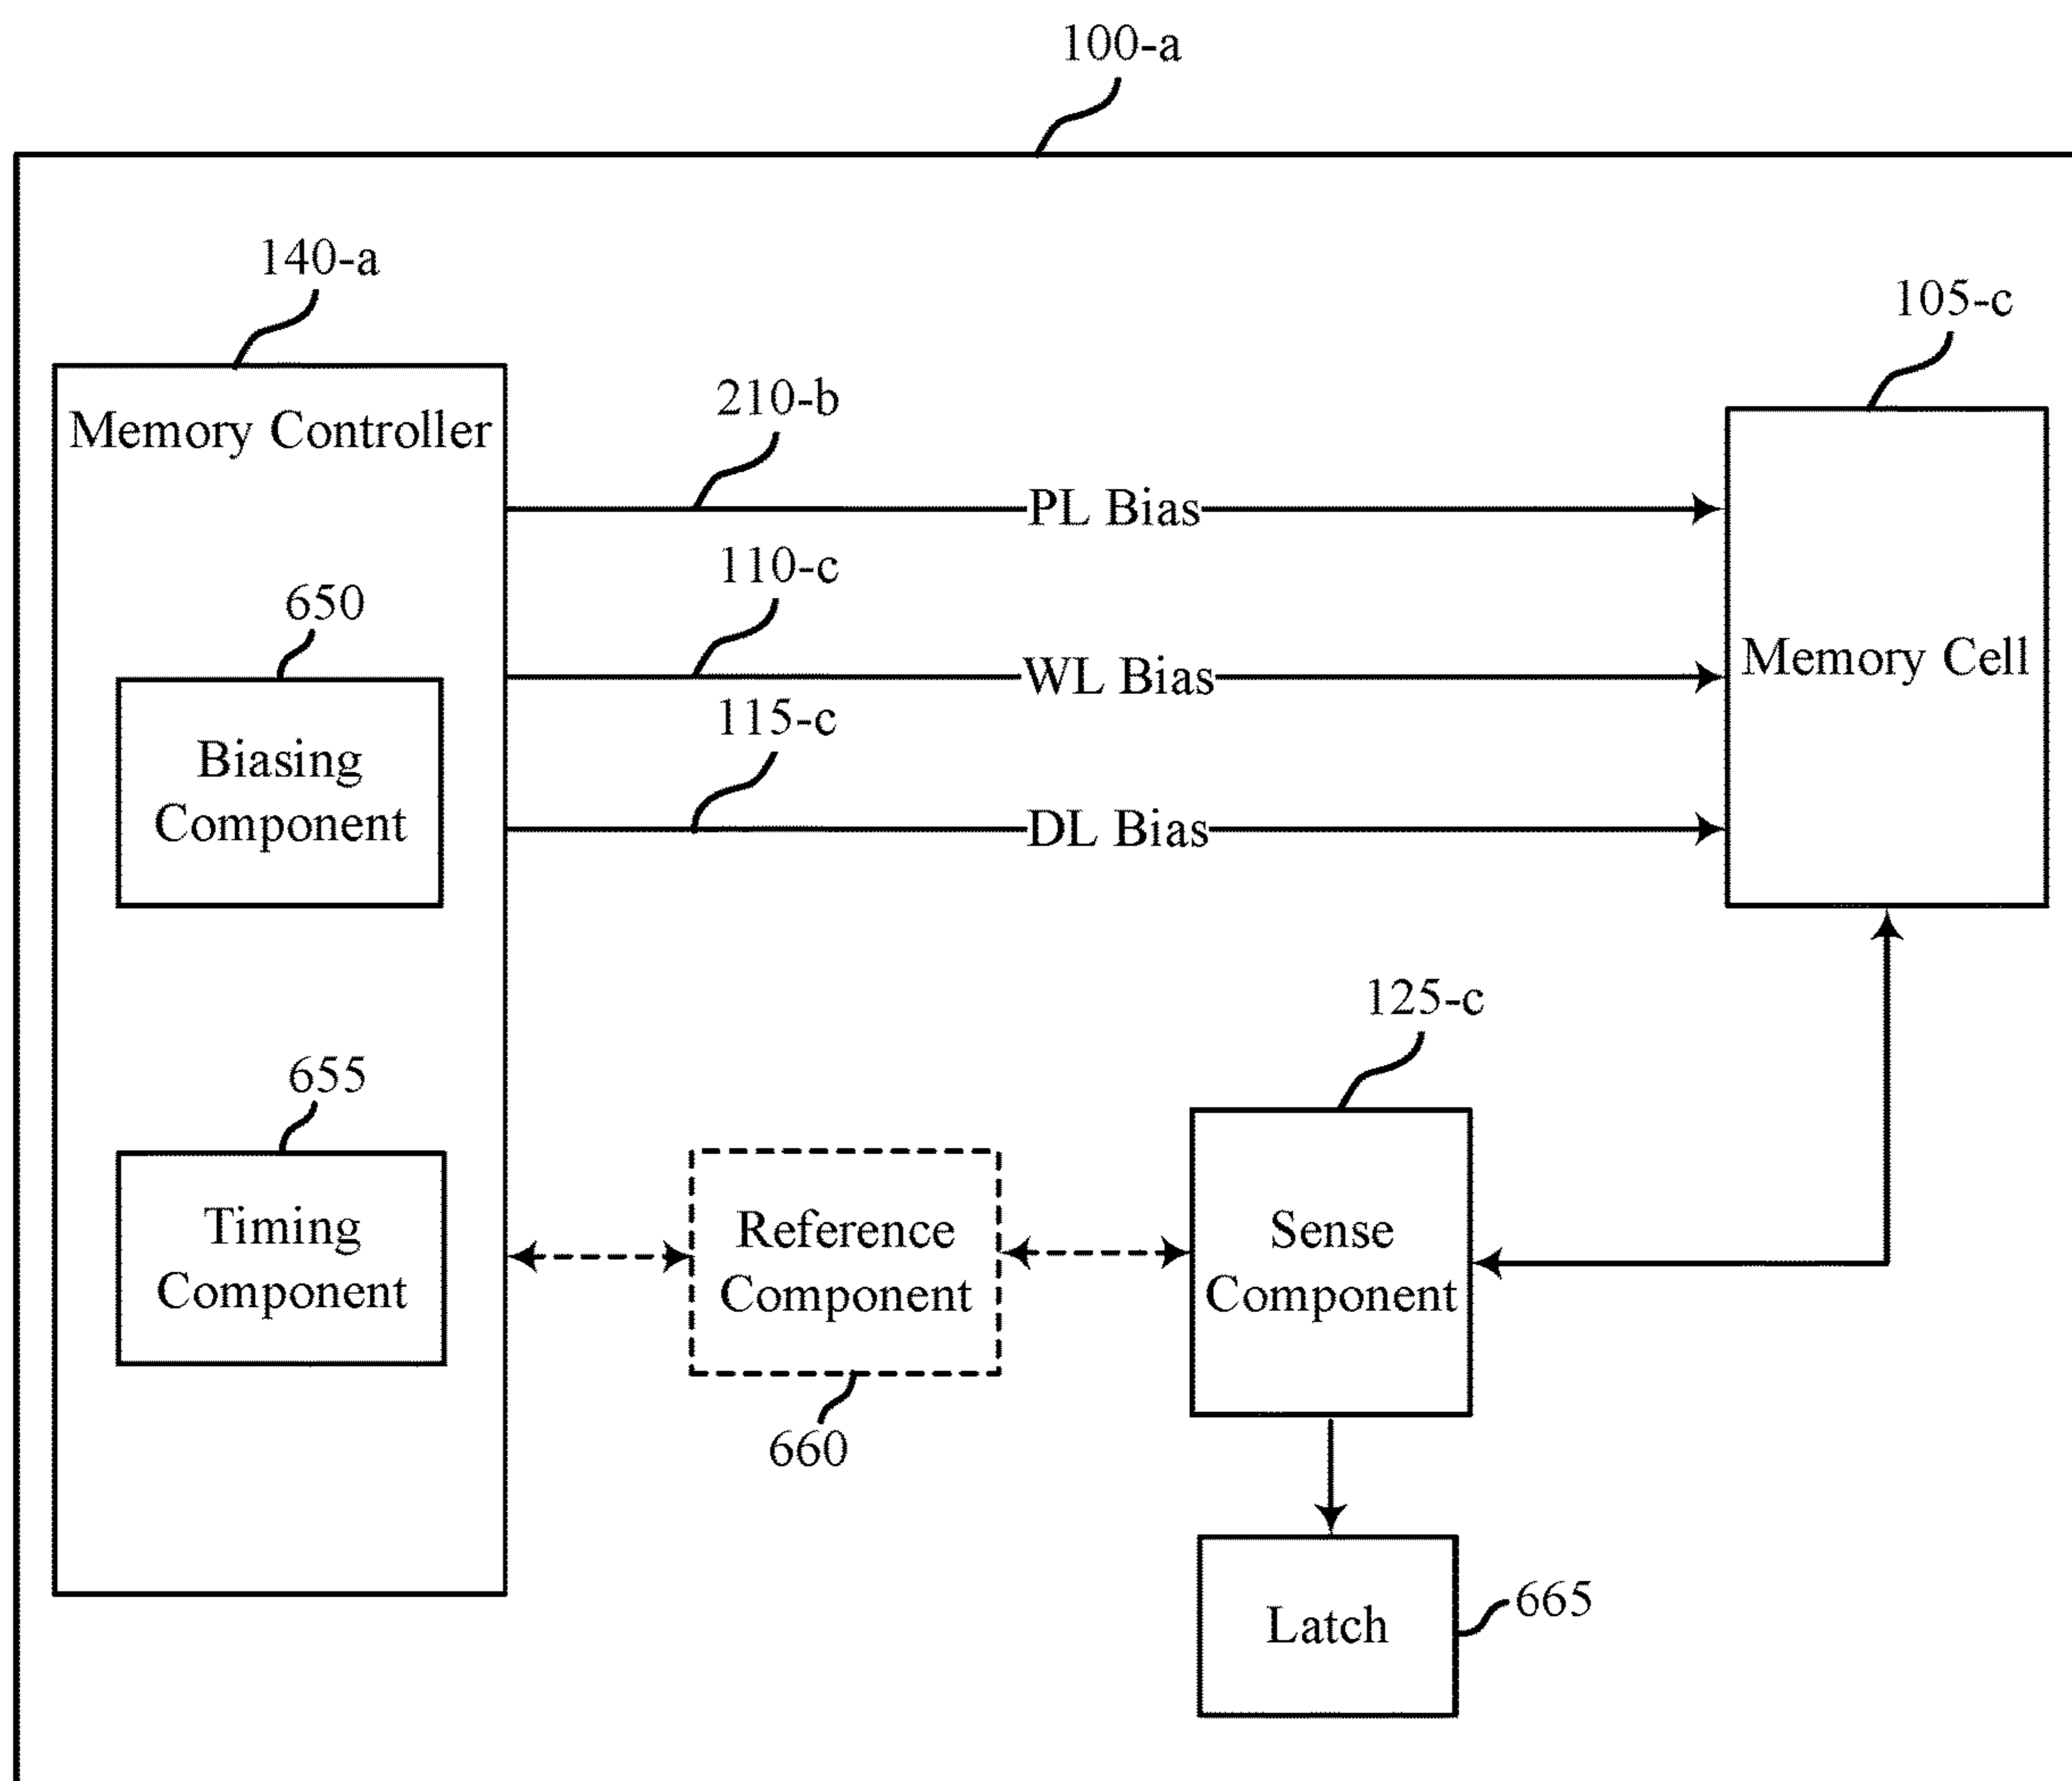 100-a
140-a
105-c
Memory Controller
210-b
PL Bias
110-c
650
WL Bias
Memory Cell
115-c
Biasing
Component
DL Bias
125-c
655
Timing
Component
Reference
Component
Sense
Component
660
Latch
665